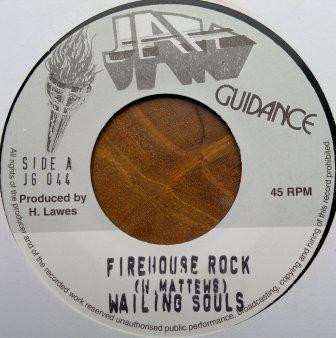 JAH
GUIDANCE
SIDE A
JG 044
Produced by
H. Lawes
45 RPM
FIREHOUSE ROCK
(N MATTEWS)
WAILING SOULS
All rights of the producer and of the owner of the recorded work reserved unauthorised public performance, broadcasting, copying and hiring of this record prohibited.